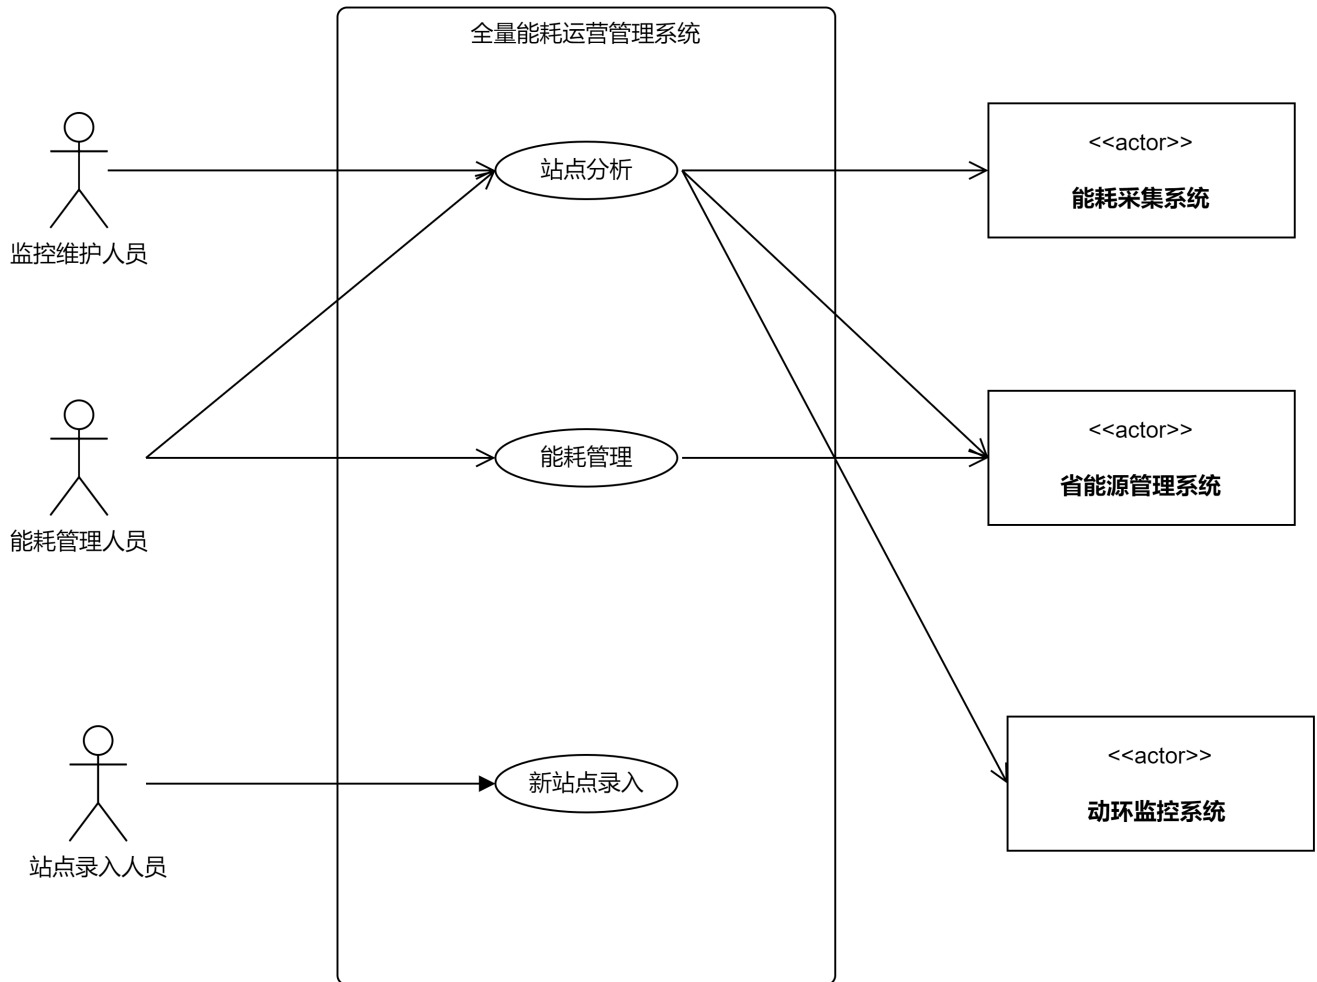 全量能耗运营管理系统
站点分析
<<actor>>
能耗采集系统
监控维护人员
能耗管理
<<actor>>
省能源管理系统
能耗管理人员
新站点录入
<<actor>>
动环监控系统
站点录入人员